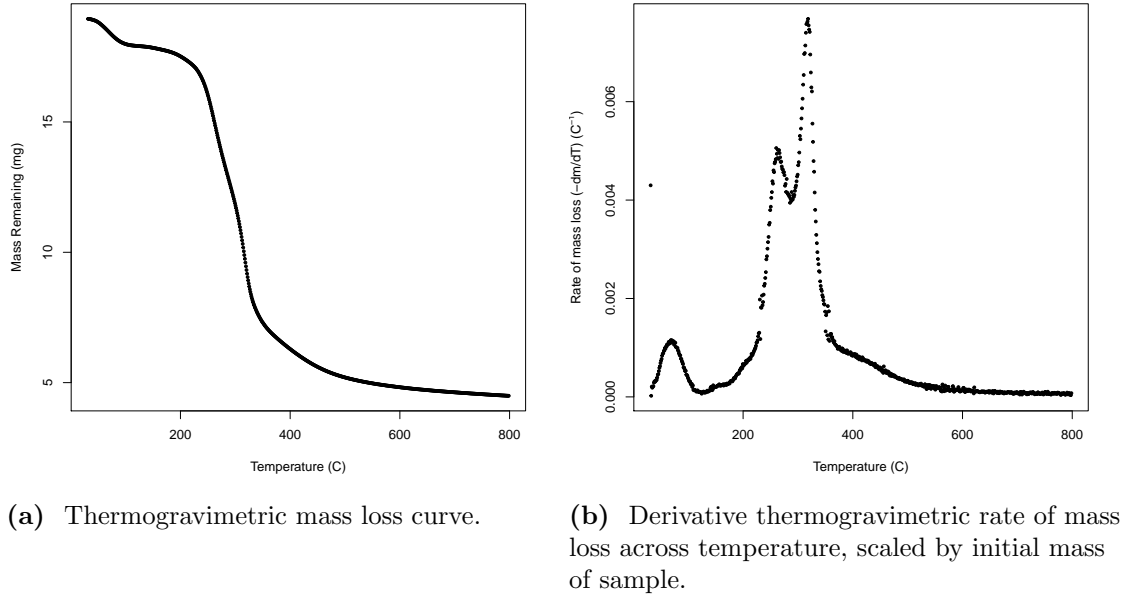 Mass Remaining (mg)
15
10
5
200
400
600
800
Temperature (C)
Rate of mass loss (−dm/dT) (C⁻¹)
0.006
0.004
0.002
0.000
200
400
600
800
Temperature (C)
(a) Thermogravimetric mass loss curve.
(b) Derivative thermogravimetric rate of mass
loss across temperature, scaled by initial mass
of sample.